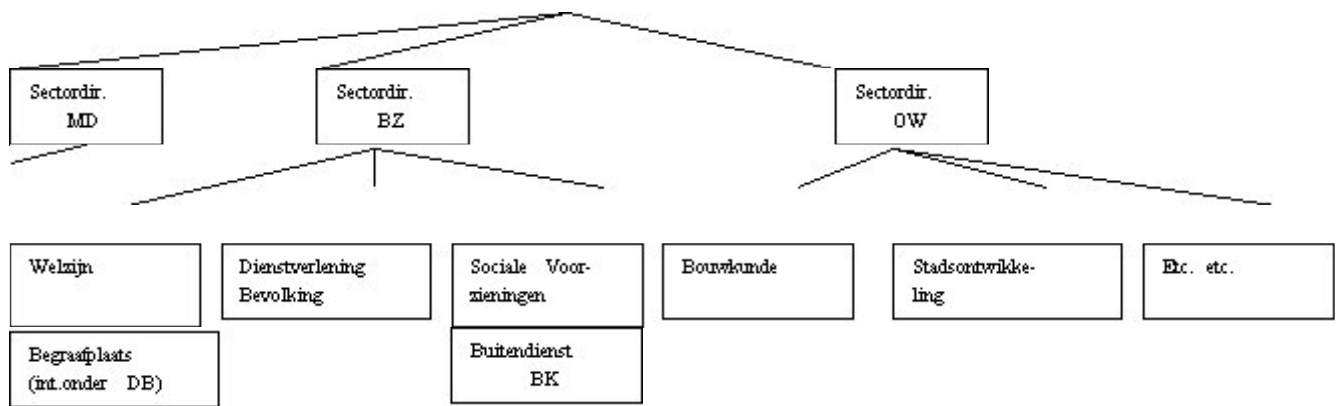 Sectordir.
MD
Sectordir.
BZ
Sectordir.
OW
Welzijn
Dienstverlening
Bevolking
Sociale Voor-
zieningen
Bouwkunde
Stadsontwikke-
ling
Etc. etc.
Begraafplaats
(int.onder DB)
Buitendienst
BK